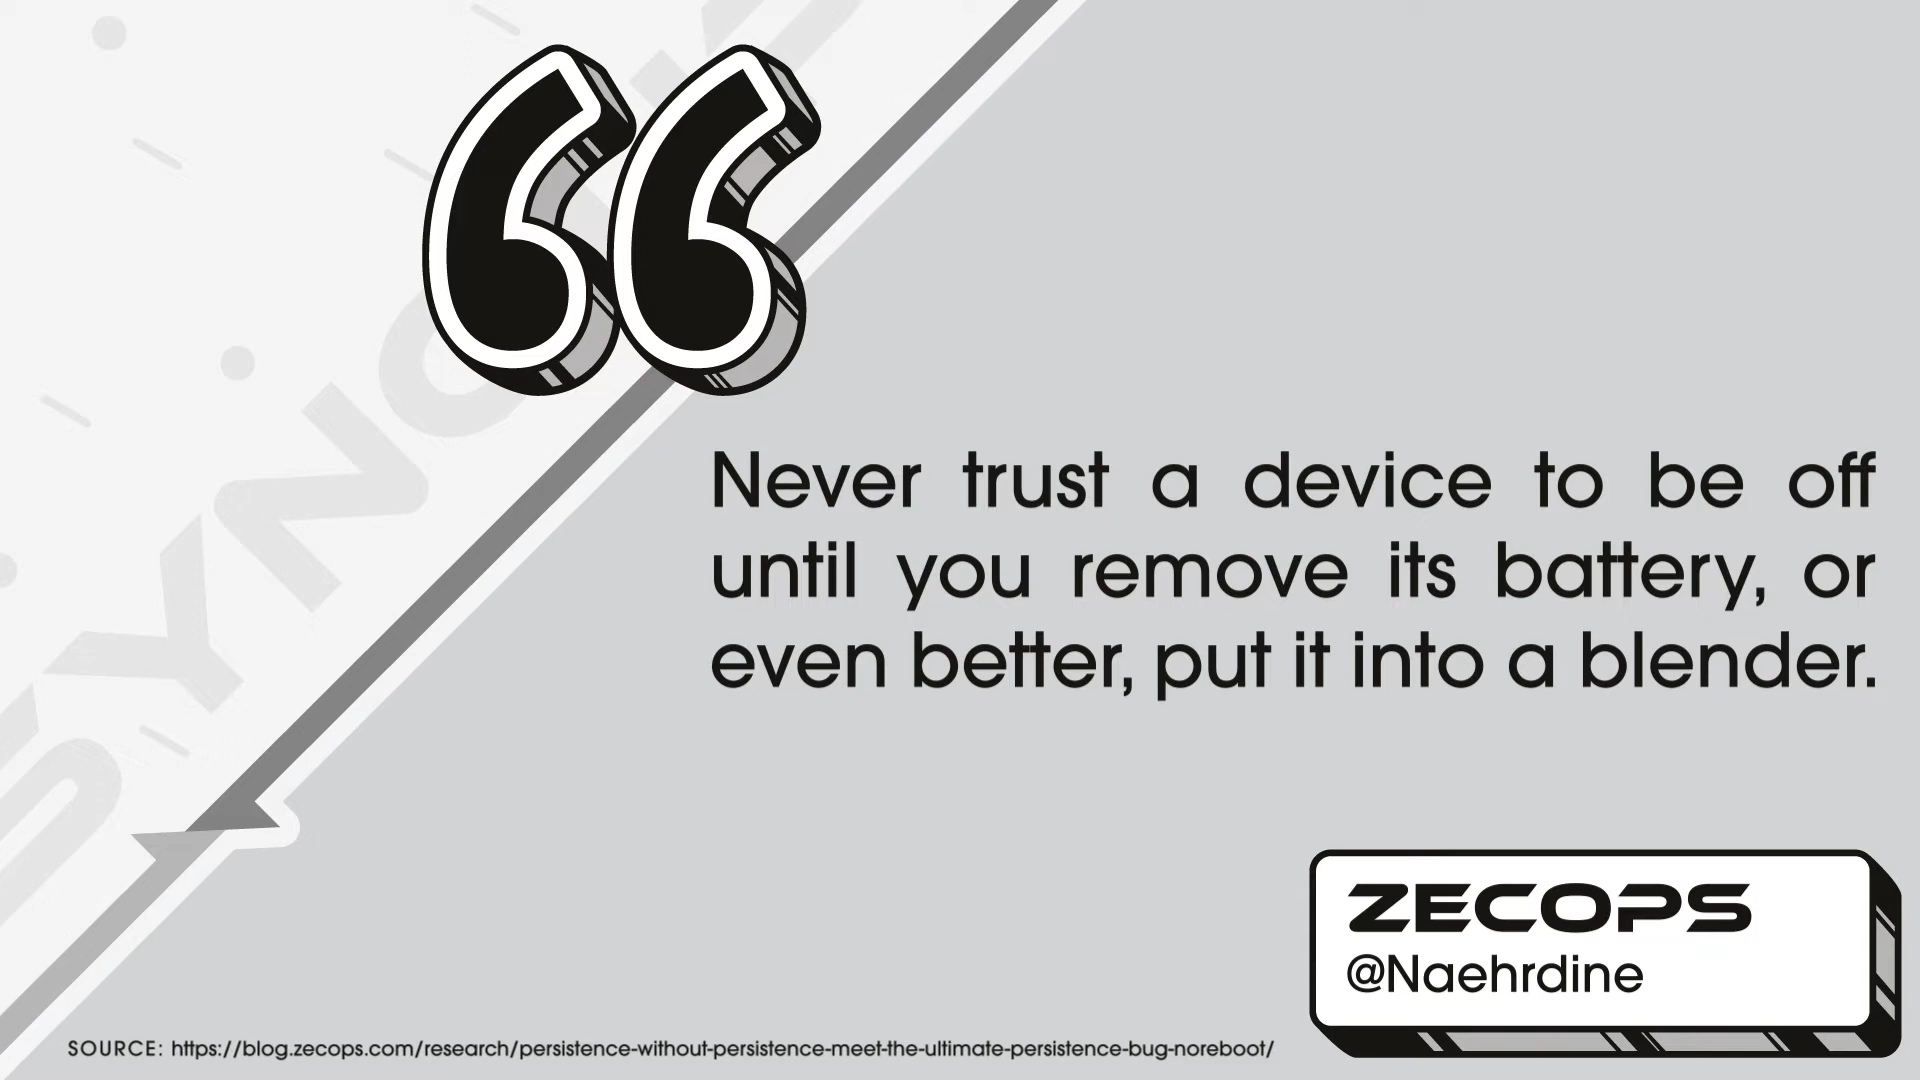 Never trust a device to be off
until you remove its battery, or
even better, put it into a blender.
ZECOPS
@Naehrdine
SOURCE: https://blog.zecops.com/research/persistence-without-persistence-meet-the-ultimate-persistence-bug-noreboot/